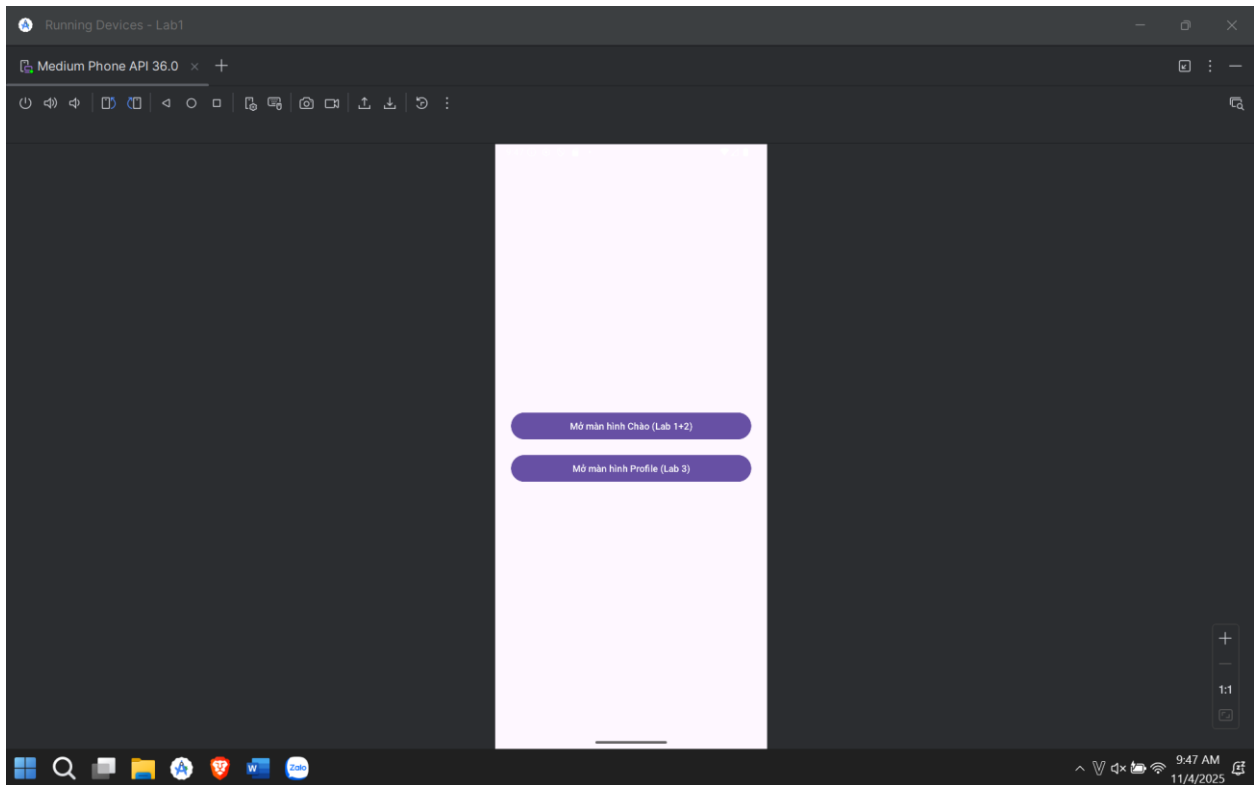 Running Devices - Lab1
Medium Phone API 36.0
Mở màn hình Chào (Lab 1+2)
Mở màn hình Profile (Lab 3)
1:1
W
Zalo
9:47 AM
11/4/2025